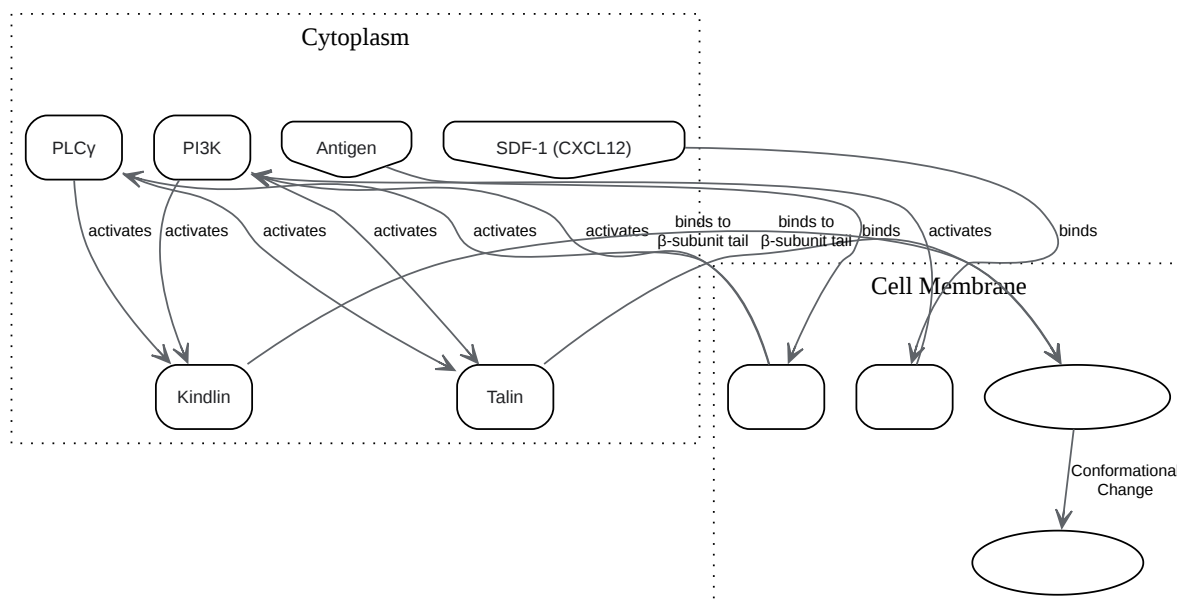 Cytoplasm
PLCγ
PI3K
Antigen
SDF-1 (CXCL12)
activates
activates
activates
activates
activates
activates
binds to
β-subunit tail
binds to
β-subunit tail
binds
activates
binds
Cell Membrane
Kindlin
Talin
Conformational
Change